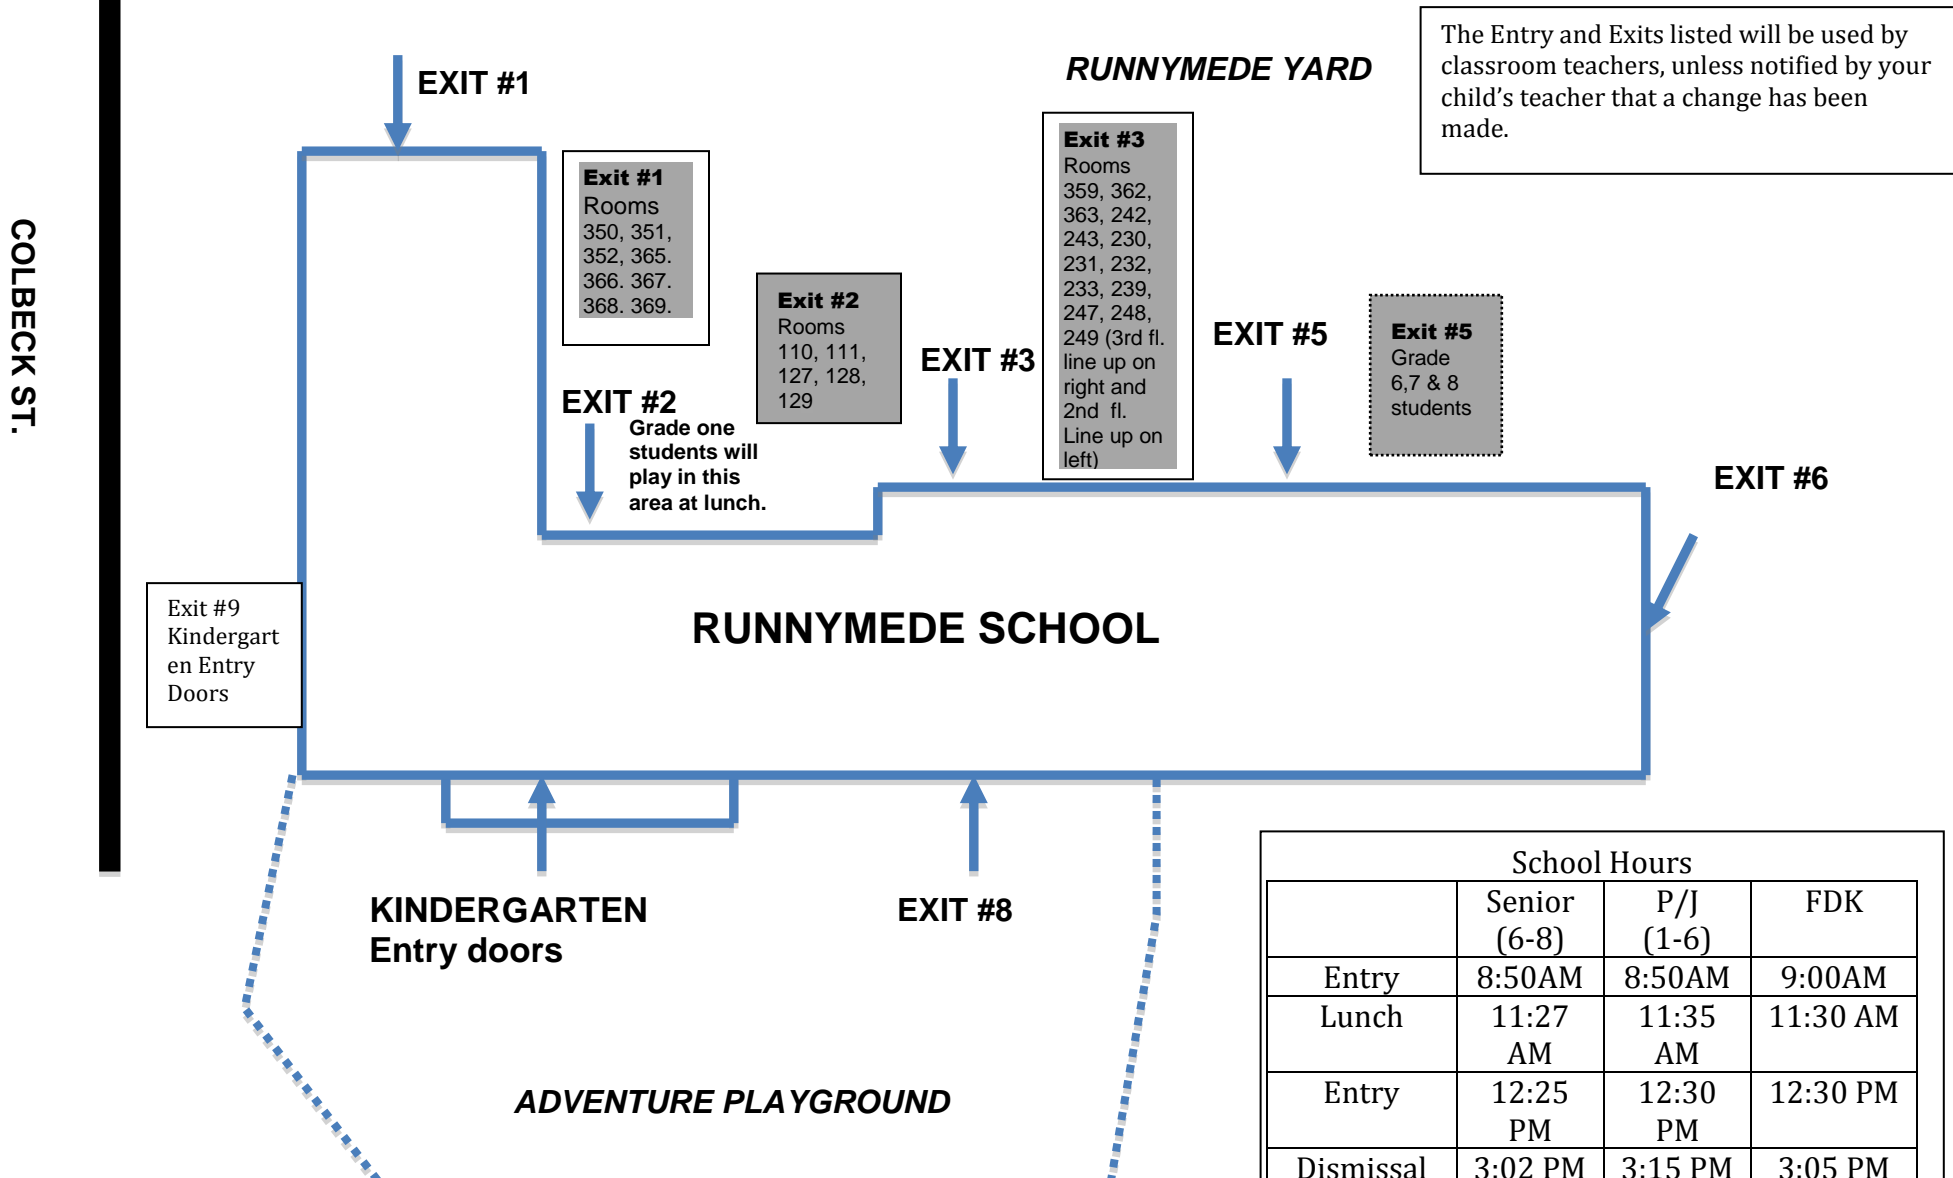 COLBECK ST.
EXIT #1
RUNNYMEDE YARD
The Entry and Exits listed will be used by
classroom teachers, unless notified by your
child’s teacher that a change has been
made.
Exit #1
Rooms
350, 351,
352, 365.
366. 367.
368. 369.
Exit #2
Rooms
110, 111,
127, 128,
129
EXIT #2
Grade one
students will
play in this
area at lunch.
EXIT #3
Exit #3
Rooms
359, 362,
363, 242,
243, 230,
231, 232,
233, 239,
247, 248,
249 (3rd fl.
line up on
right and
2nd fl.
Line up on
left)
EXIT #5
Exit #5
Grade
6,7 & 8
students
EXIT #6
Exit #9
Kindergart
en Entry
Doors
RUNNYMEDE SCHOOL
KINDERGARTEN
Entry doors
EXIT #8
ADVENTURE PLAYGROUND
School Hours
Senior P/J FDK
(6-8) (1-6)
Entry 8:50AM 8:50AM 9:00AM
Lunch 11:27 11:35 11:30 AM
AM AM
Entry 12:25 12:30 12:30 PM
PM PM
Dismissal 3:02 PM 3:15 PM 3:05 PM